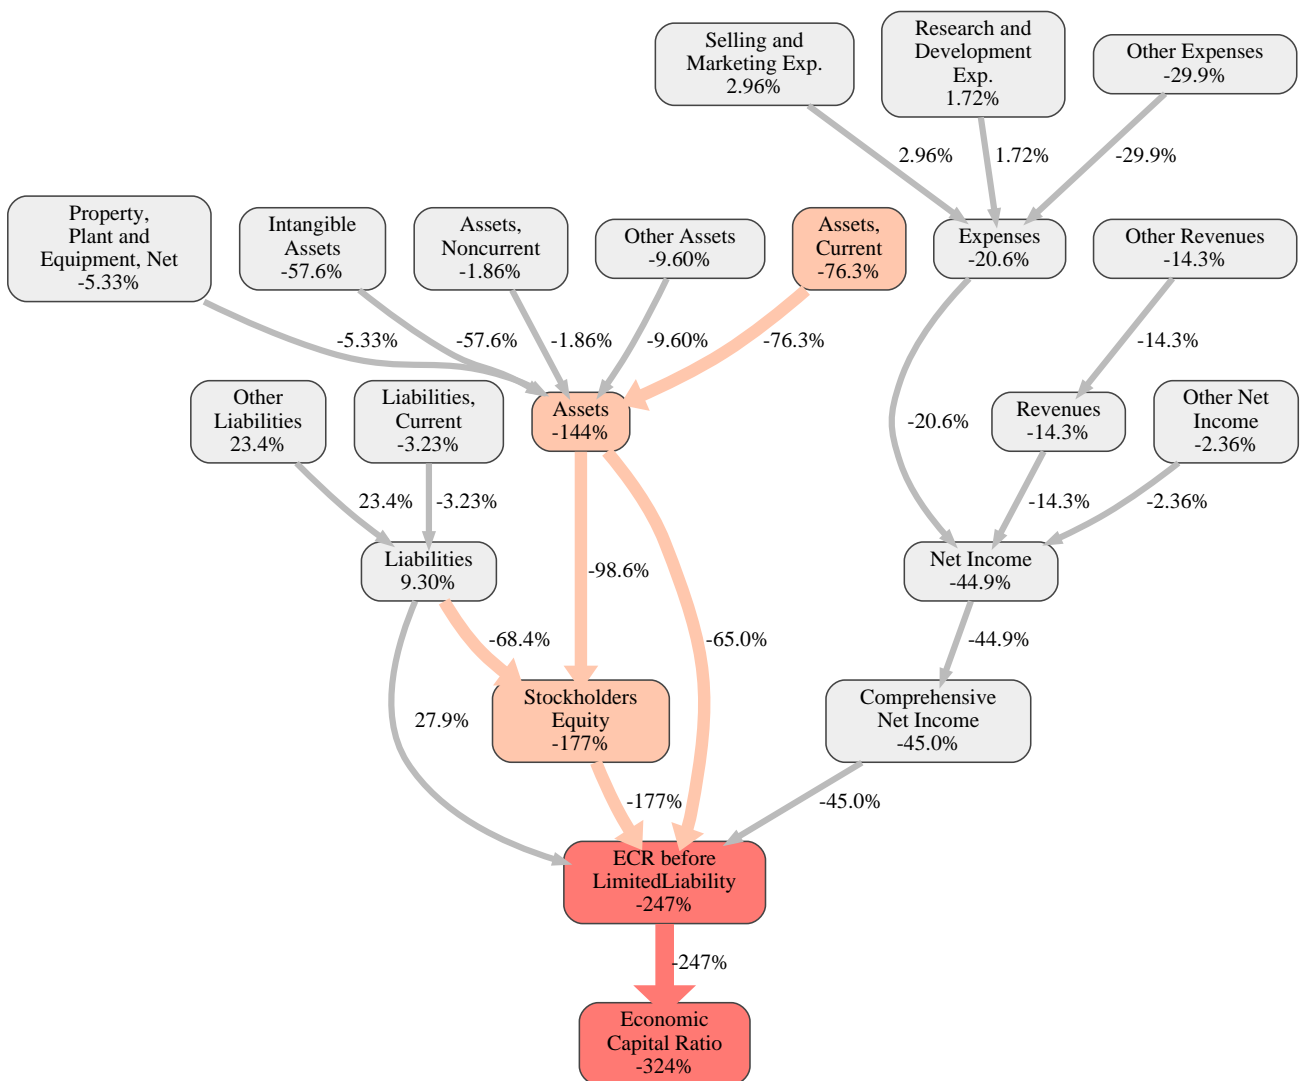 Selling and
Marketing Exp.
2.96%
Research and
Development
Exp.
1.72%
Other Expenses
-29.9%
2.96%
1.72%
-29.9%
Property,
Plant and
Equipment, Net
-5.33%
Intangible
Assets
-57.6%
Assets,
Noncurrent
-1.86%
Other Assets
-9.60%
Assets,
Current
-76.3%
Expenses
-20.6%
Other Revenues
-14.3%
-5.33%
-57.6%
-1.86%
-9.60%
-76.3%
-14.3%
Other
Liabilities
23.4%
Liabilities,
Current
-3.23%
Assets
-144%
-20.6%
Revenues
-14.3%
Other Net
Income
-2.36%
23.4%
-3.23%
-14.3%
-2.36%
Liabilities
9.30%
-98.6%
Net Income
-44.9%
-68.4%
-65.0%
-44.9%
27.9%
Stockholders
Equity
-177%
Comprehensive
Net Income
-45.0%
-177%
-45.0%
ECR before
LimitedLiability
-247%
-247%
Economic
Capital Ratio
-324%